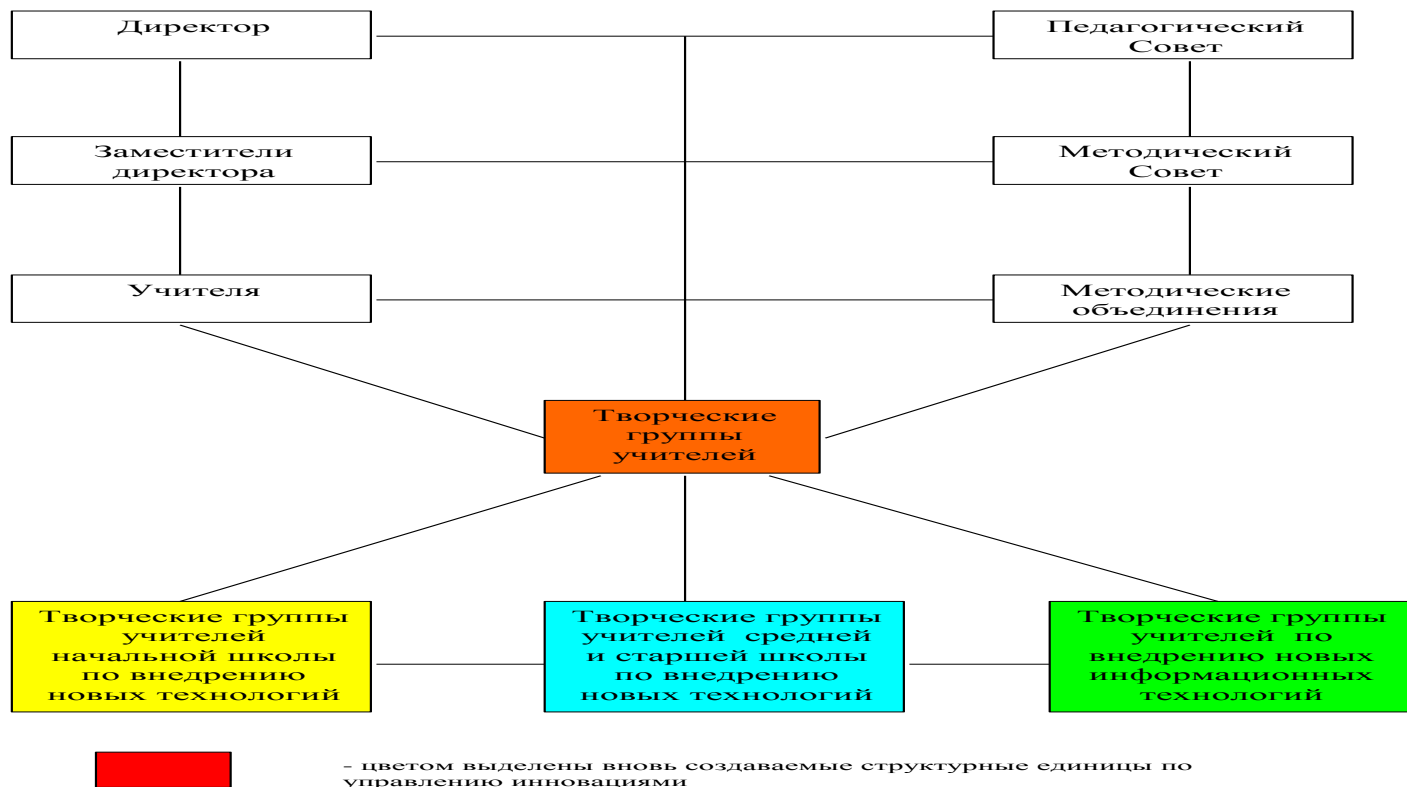 Директор
Педагогический
Совет
Заместители
директора
Методический
Совет
Учителя
Методические
объединения
Творческие
группы
учителей
Творческие группы
учителей
начальной школы
по внедрению
новых технологий
Творческие группы
учителей средней
и старшей школы
по внедрению
новых технологий
Творческие группы
учителей по
внедрению новых
информационных
технологий
- цветом выделены вновь создаваемые структурные единицы по
управлению инновациями